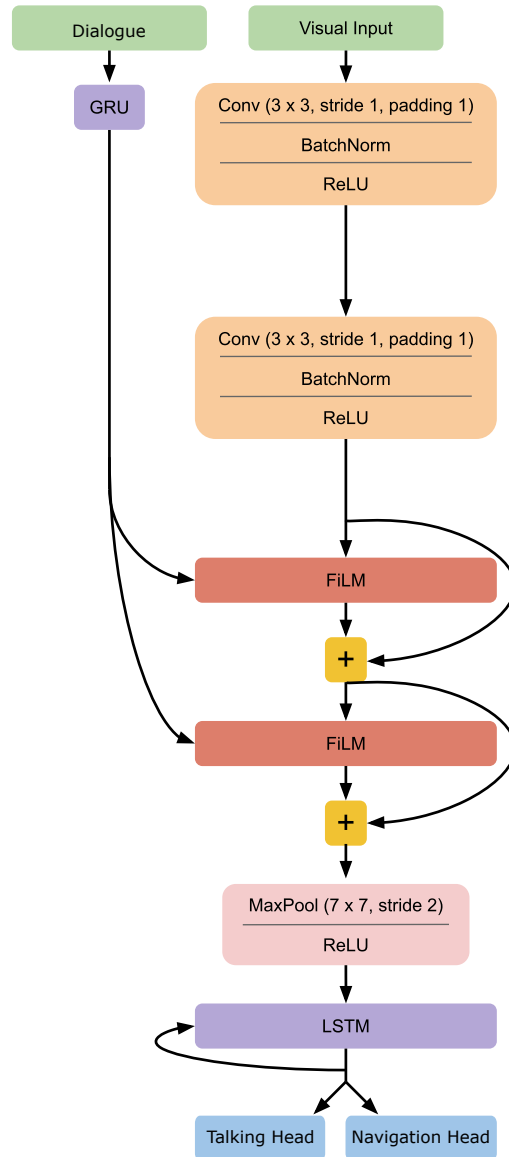 Dialogue
Visual Input
GRU
Conv (3 x 3, stride 1, padding 1)
BatchNorm
ReLU
Conv (3 x 3, stride 1, padding 1)
BatchNorm
ReLU
FiLM
+
FiLM
+
MaxPool (7 x 7, stride 2)
ReLU
LSTM
Talking Head
Navigation Head